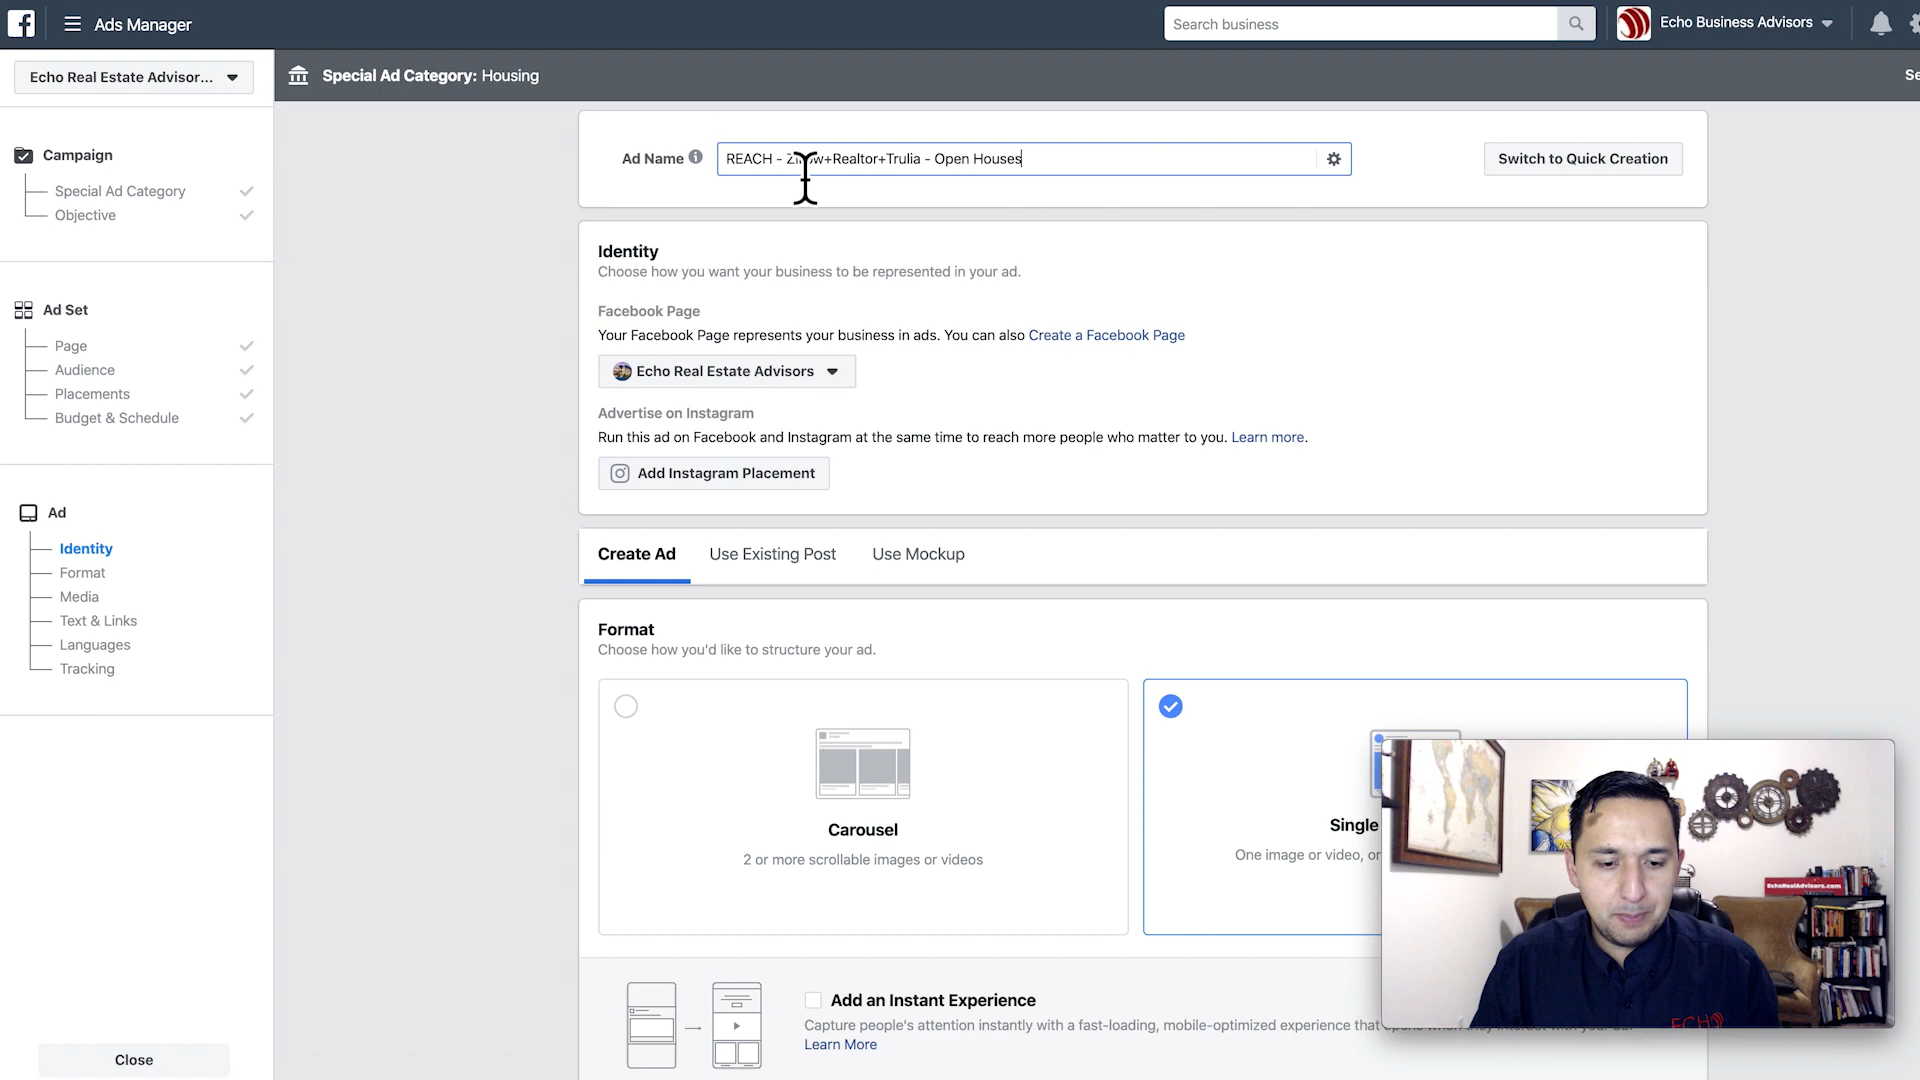 Ads Manager
Search business
Echo Business Advisors
Echo Real Estate Advisor...
Special Ad Category: Housing
Se
Campaign
Special Ad Category
Objective
Ad Set
Page
Audience
Placements
Budget & Schedule
Ad
Identity
Format
Media
Text & Links
Languages
Tracking
Close
Ad Name
REACH - Zillow+Realtor+Trulia - Open Houses
Switch to Quick Creation
Identity
Choose how you want your business to be represented in your ad.
Facebook Page
Your Facebook Page represents your business in ads. You can also Create a Facebook Page
Echo Real Estate Advisors
Advertise on Instagram
Run this ad on Facebook and Instagram at the same time to reach more people who matter to you. Learn more.
Add Instagram Placement
Create Ad
Use Existing Post
Use Mockup
Format
Choose how you'd like to structure your ad.
Carousel
2 or more scrollable images or videos
Single
One image or video, or
Add an Instant Experience
Capture people's attention instantly with a fast-loading, mobile-optimized experience that
Learn More
EchoRealAdvisors.com
ECHO